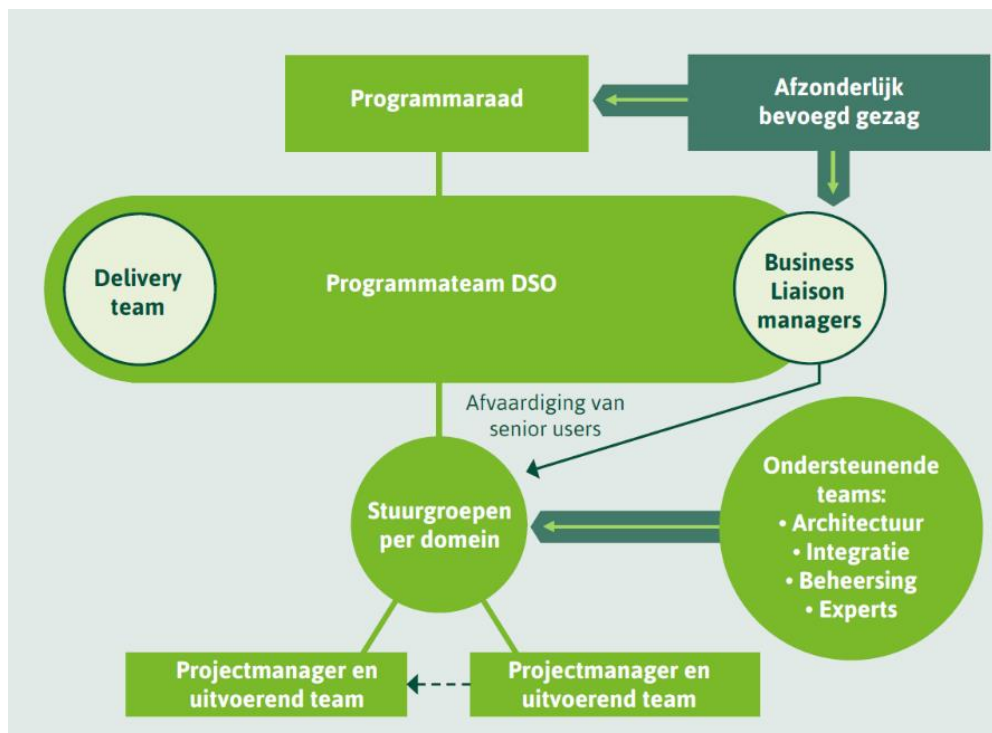 Programmaraad
Afzonderlijk
bevoegd gezag
Delivery
team
Programmateam DSO
Business
Liaison
managers
Afvaardiging van
senior users
Stuurgroepen
per domein
Ondersteunende
teams:
• Architectuur
• Integratie
• Beheersing
• Experts
Projectmanager en
uitvoerend team
Projectmanager en
uitvoerend team